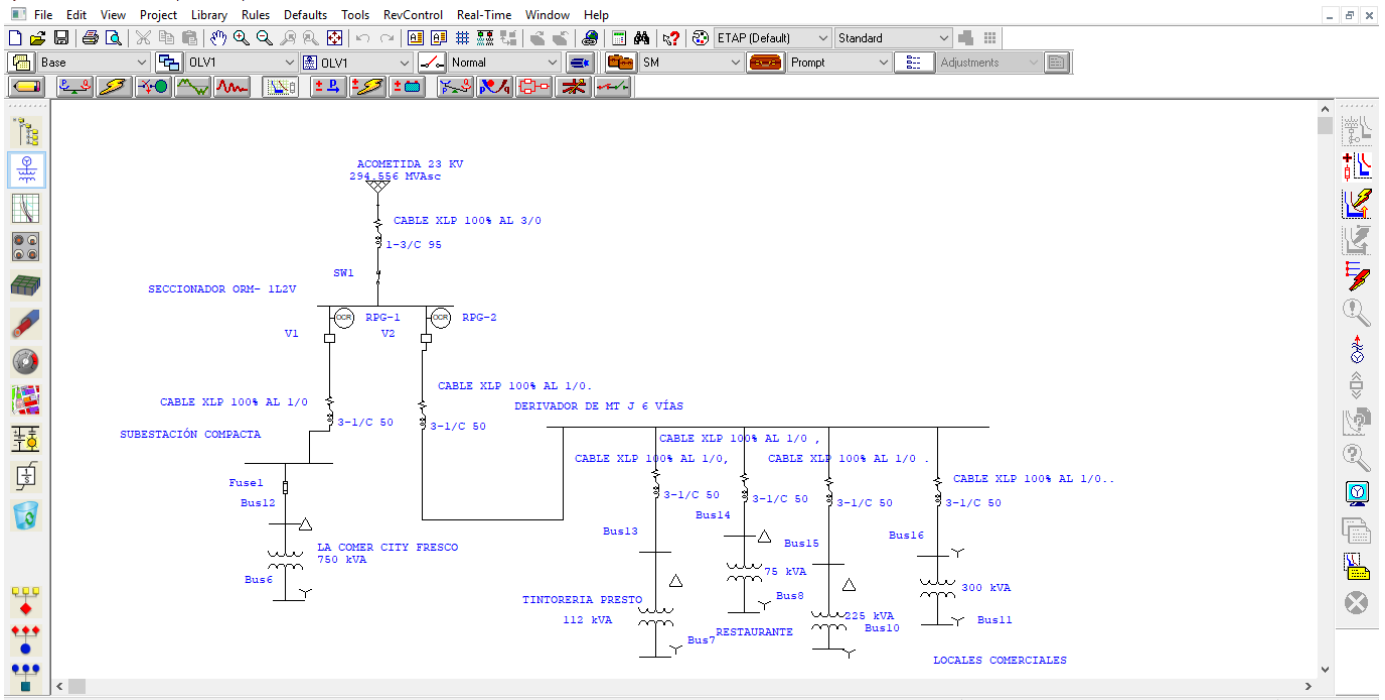 File Edit View Project Library Rules Defaults Tools RevControl Real-Time Window Help
ETAP (Default) Standard
Base OLV1 OLV1 Normal SM Prompt Adjustments
ACOMETIDA 23 KV
294.556 MVAsc
CABLE XLP 100% AL 3/0
1-3/C 95
SW1
SECCIONADOR ORM- 1L2V
OCR RPG-1 OCR RPG-2
V1 V2
CABLE XLP 100% AL 1/0.
CABLE XLP 100% AL 1/0
DERIVADOR DE MT J 6 VÍAS
3-1/C 50 3-1/C 50
SUBESTACIÓN COMPACTA
CABLE XLP 100% AL 1/0 ,
CABLE XLP 100% AL 1/0, CABLE XLP 100% AL 1/0 .
CABLE XLP 100% AL 1/0..
Fuse1
3-1/C 50 3-1/C 50 3-1/C 50 3-1/C 50
Bus12
Bus14
Bus13 Bus15 Bus16
LA COMER CITY FRESCO
750 kVA
75 kVA
Bus6
300 kVA
TINTORERIA PRESTO Bus8
112 kVA 225 kVA Bus11
Bus10
RESTAURANTE
Bus7
LOCALES COMERCIALES